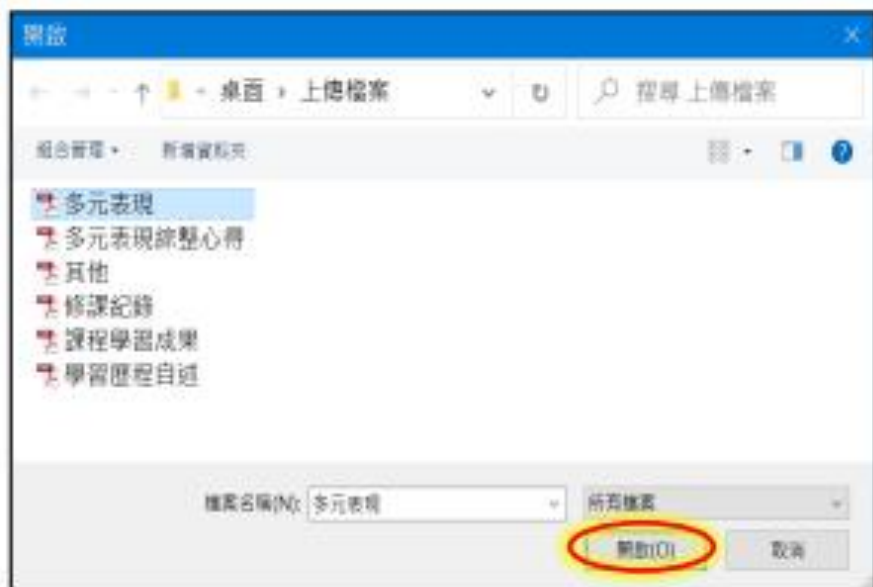 開啟
桌面 › 上傳檔案
搜尋 上傳檔案
組合管理
新增資料夾
多元表現
多元表現綜整心得
其他
修課紀錄
課程學習成果
學習歷程自述
檔案名稱(N): 多元表現
所有檔案
開啟(O)
取消